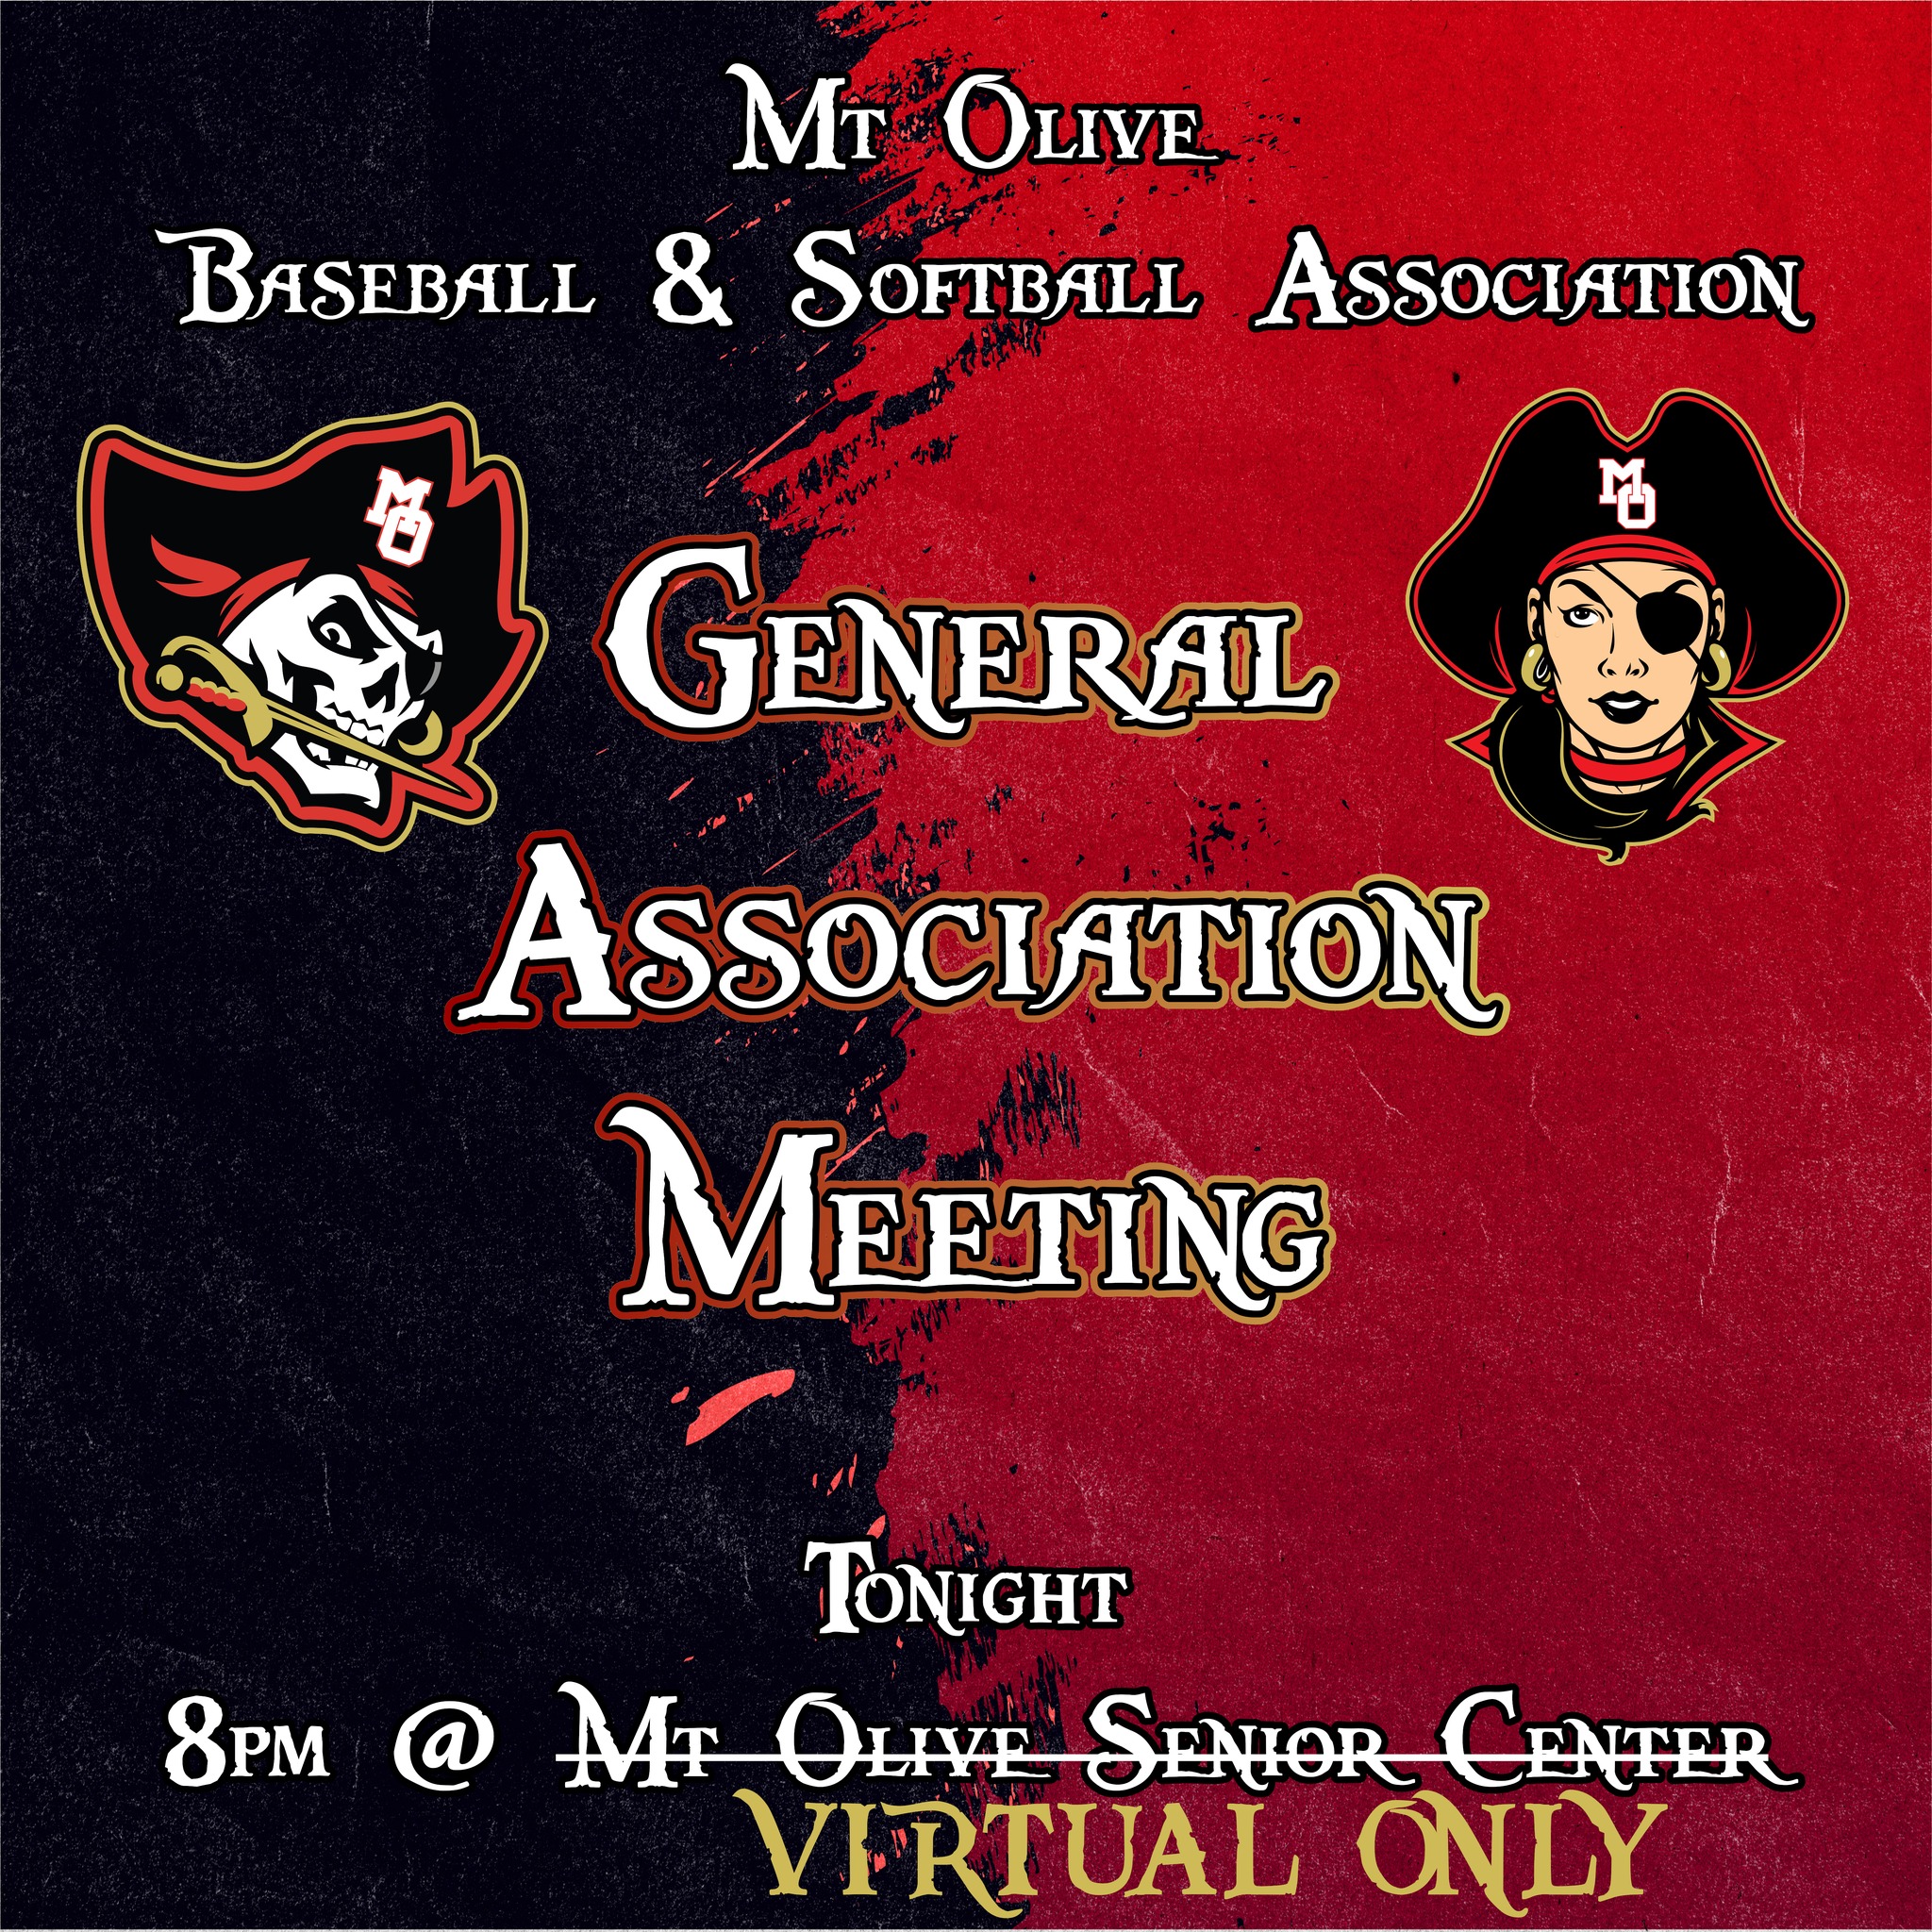 Mt Olive
Baseball & Softball Association
MO
MO
General
Association
Meeting
Tonight
8pm @ Mt Olive Senior Center
VIRTUAL ONLY